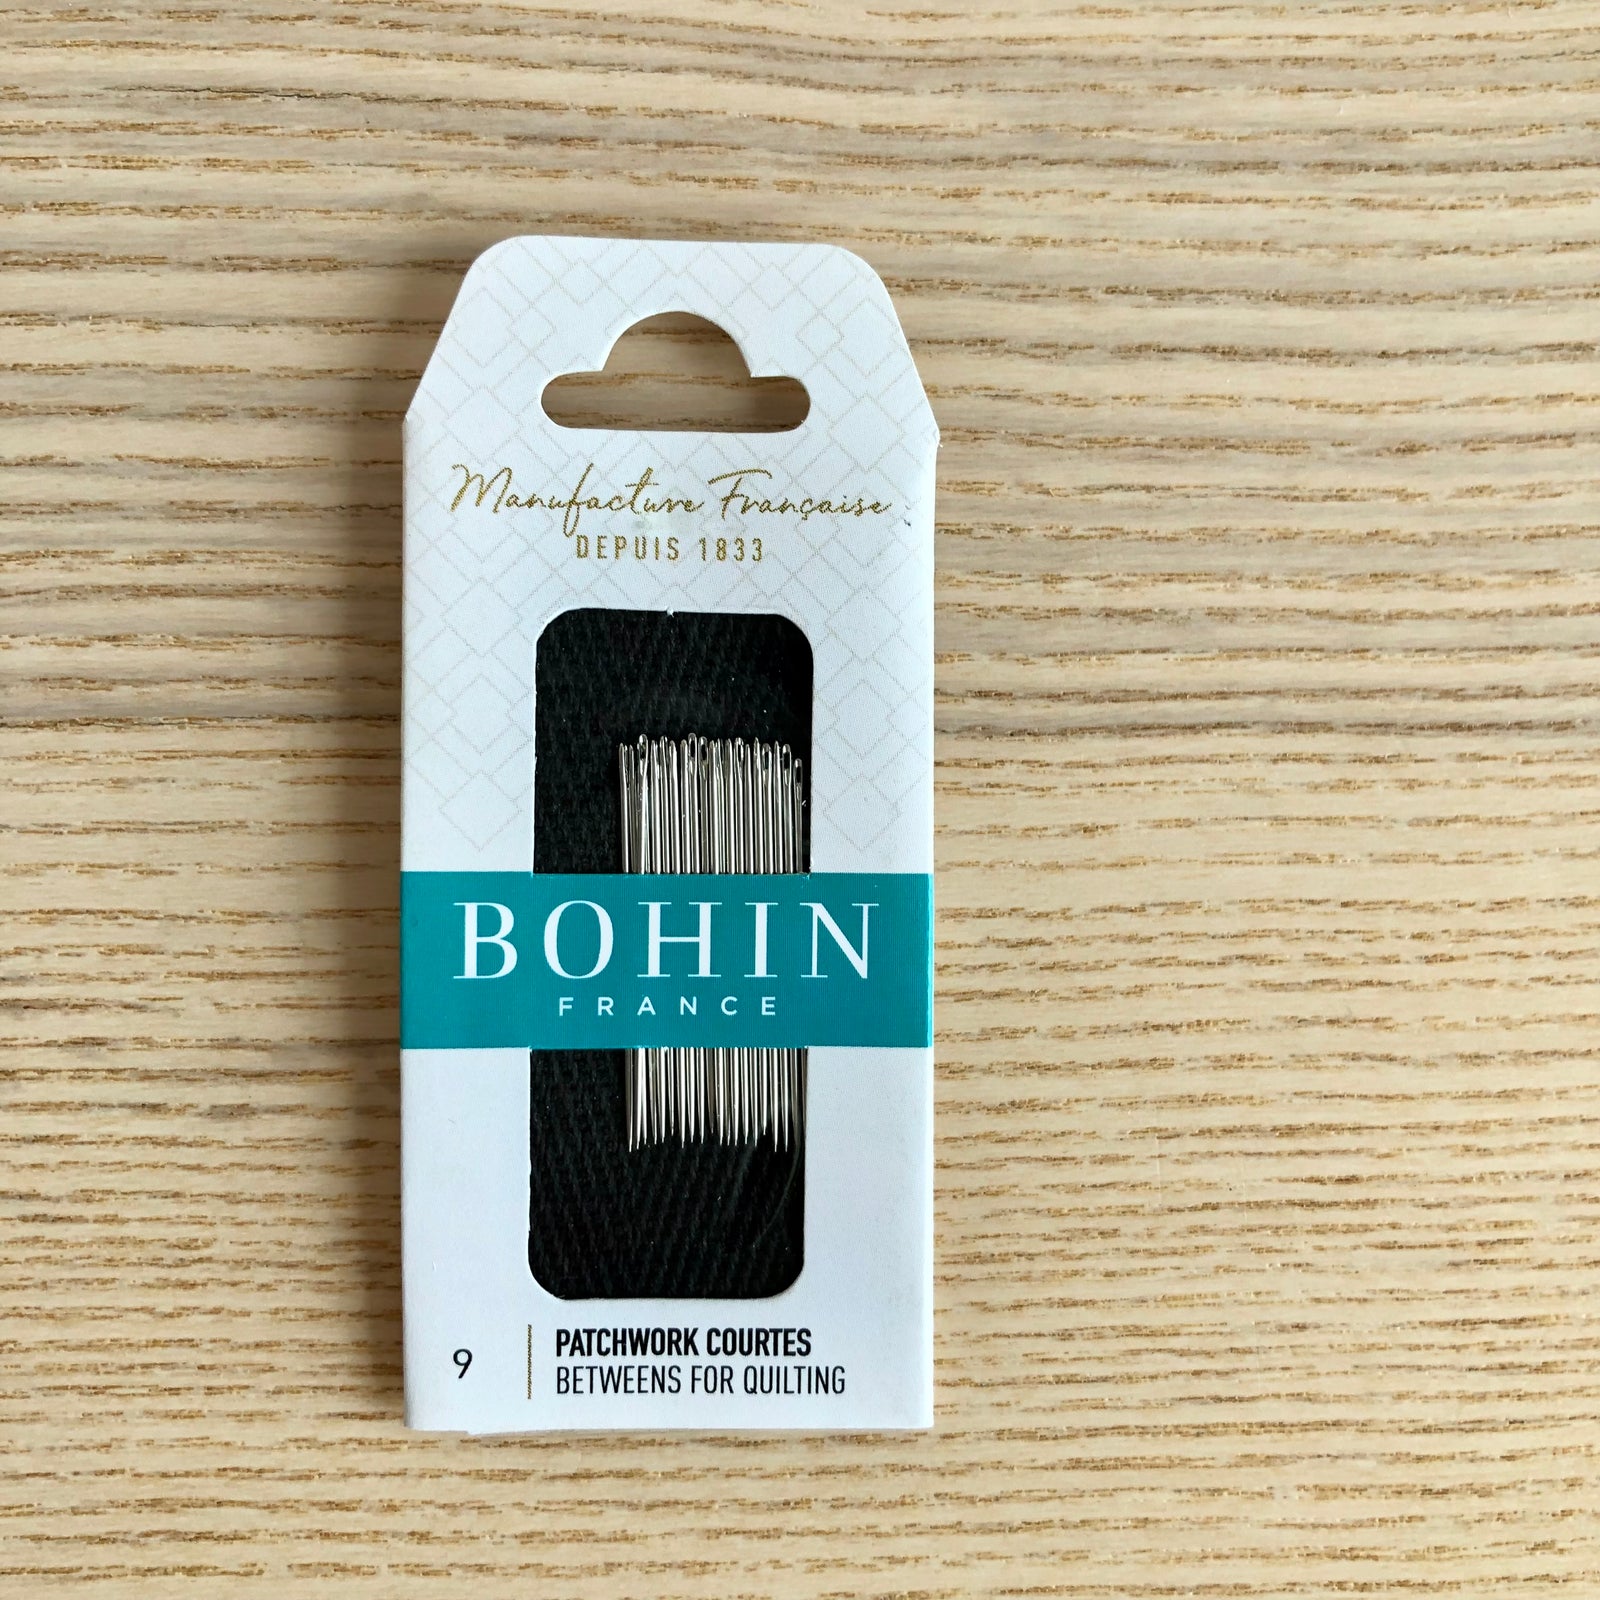 Manufacture Française
DEPUIS 1833
BOHIN
FRANCE
9
PATCHWORK COURTES
BETWEENS FOR QUILTING